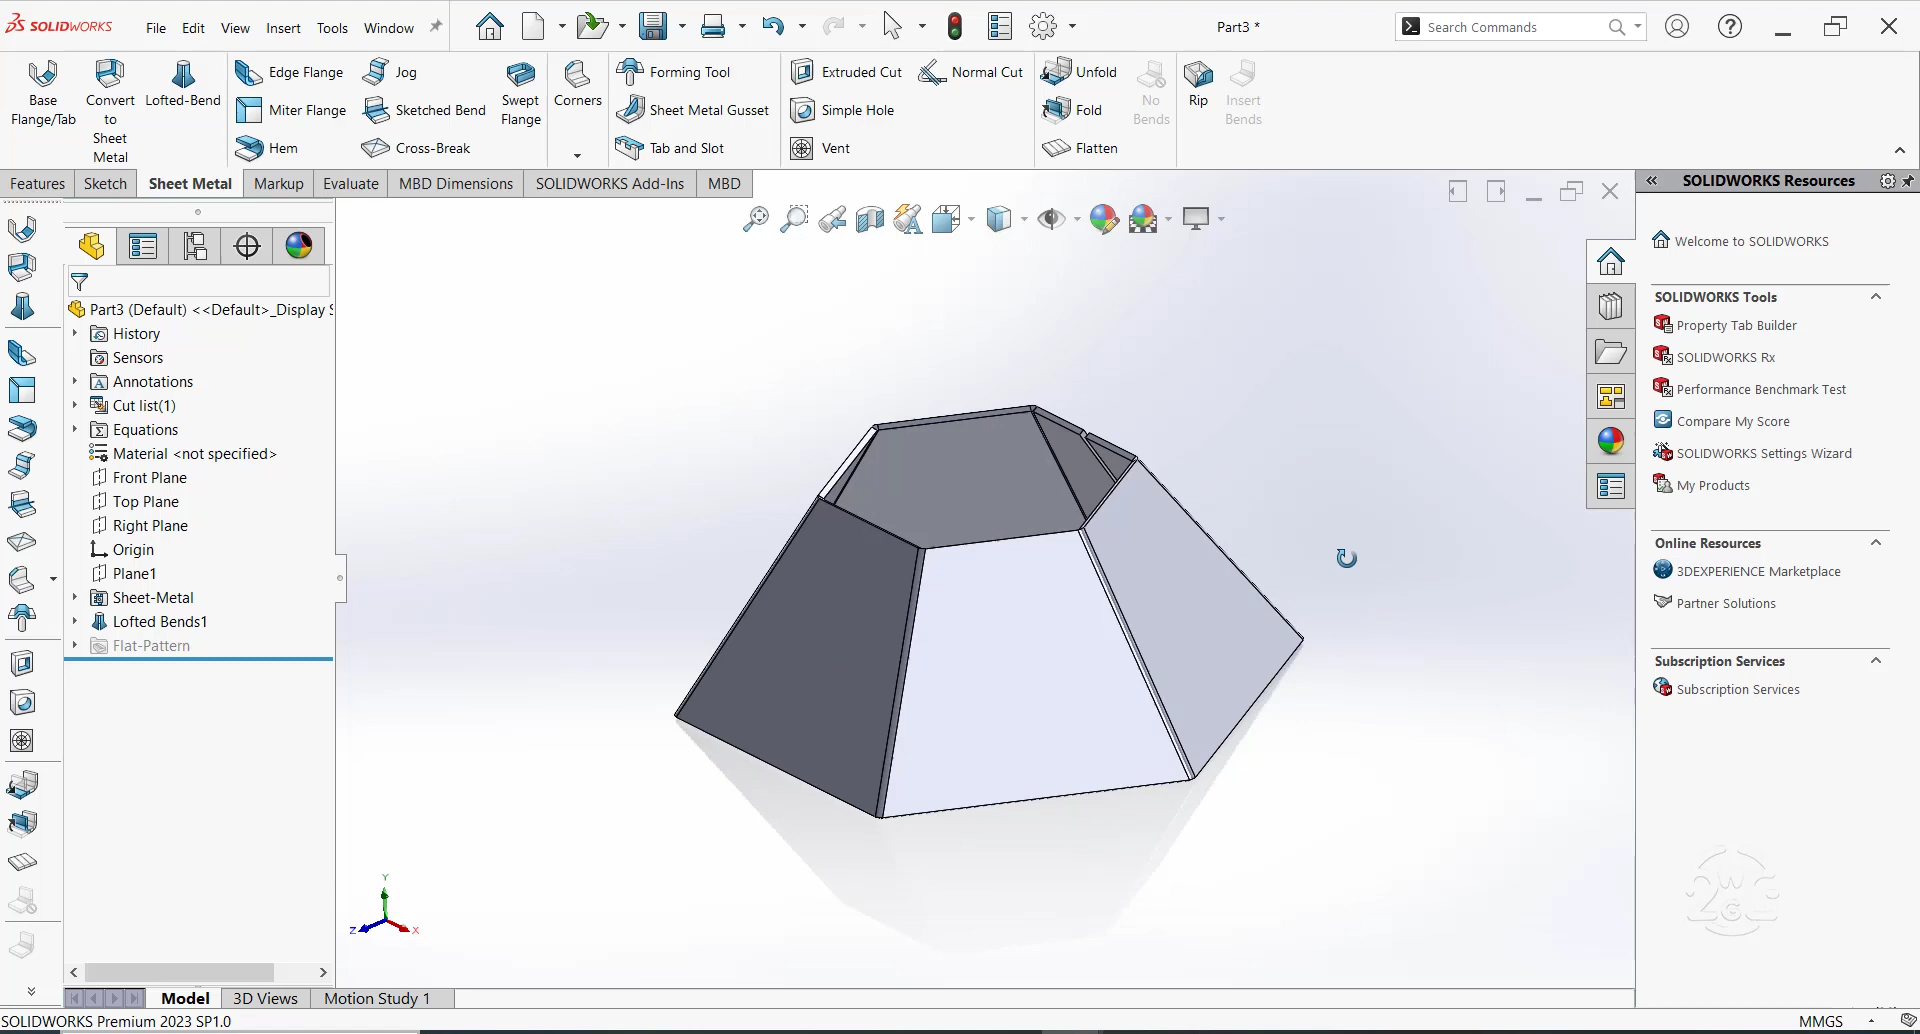 SOLIDWORKS File Edit View Insert Tools Window Part3 * Search Commands
Base Flange/Tab
Convert to Sheet Metal
Lofted-Bend
Edge Flange
Miter Flange
Hem
Jog
Sketched Bend
Cross-Break
Swept Flange
Corners
Forming Tool
Sheet Metal Gusset
Tab and Slot
Extruded Cut
Simple Hole
Vent
Normal Cut
Unfold
Fold
Flatten
No Bends
Rip
Insert Bends
Features Sketch Sheet Metal Markup Evaluate MBD Dimensions SOLIDWORKS Add-Ins MBD
Part3 (Default) <<Default>_Display
History
Sensors
Annotations
Cut list(1)
Equations
Material <not specified>
Front Plane
Top Plane
Right Plane
Origin
Plane1
Sheet-Metal
Lofted Bends1
Flat-Pattern
Y
Z
X
SOLIDWORKS Resources
Welcome to SOLIDWORKS
SOLIDWORKS Tools
Property Tab Builder
SOLIDWORKS Rx
Performance Benchmark Test
Compare My Score
SOLIDWORKS Settings Wizard
My Products
Online Resources
3DEXPERIENCE Marketplace
Partner Solutions
Subscription Services
Subscription Services
Model 3D Views Motion Study 1
SOLIDWORKS Premium 2023 SP1.0
MMGS